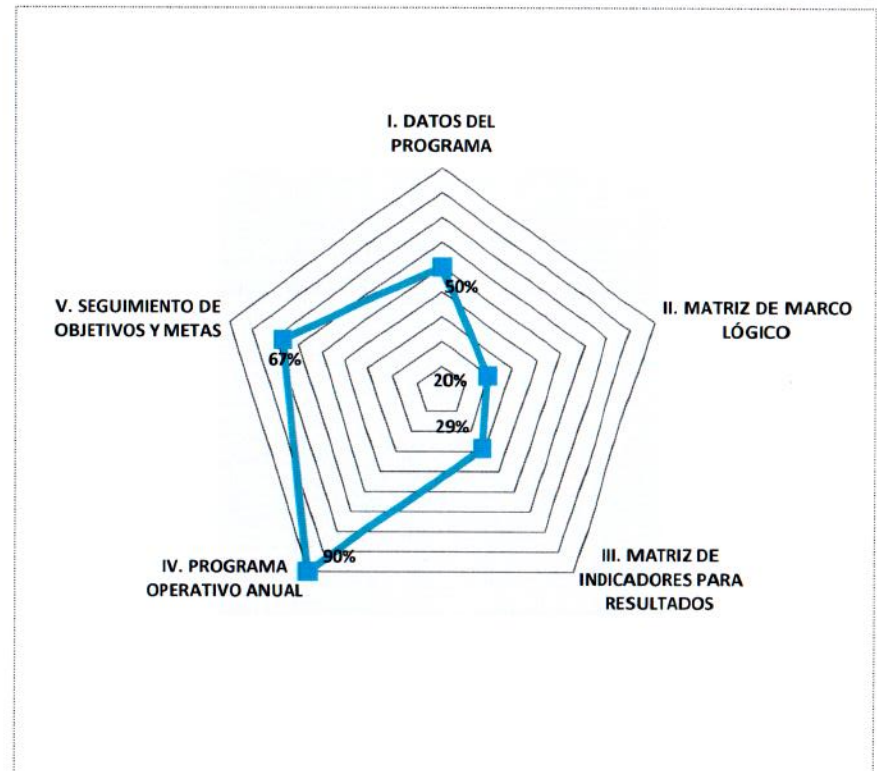 I. DATOS DEL
PROGRAMA
50%
II. MATRIZ DE MARCO
LÓGICO
20%
V. SEGUIMIENTO DE
OBJETIVOS Y METAS
67%
29%
III. MATRIZ DE
INDICADORES PARA
RESULTADOS
90%
IV. PROGRAMA
OPERATIVO ANUAL